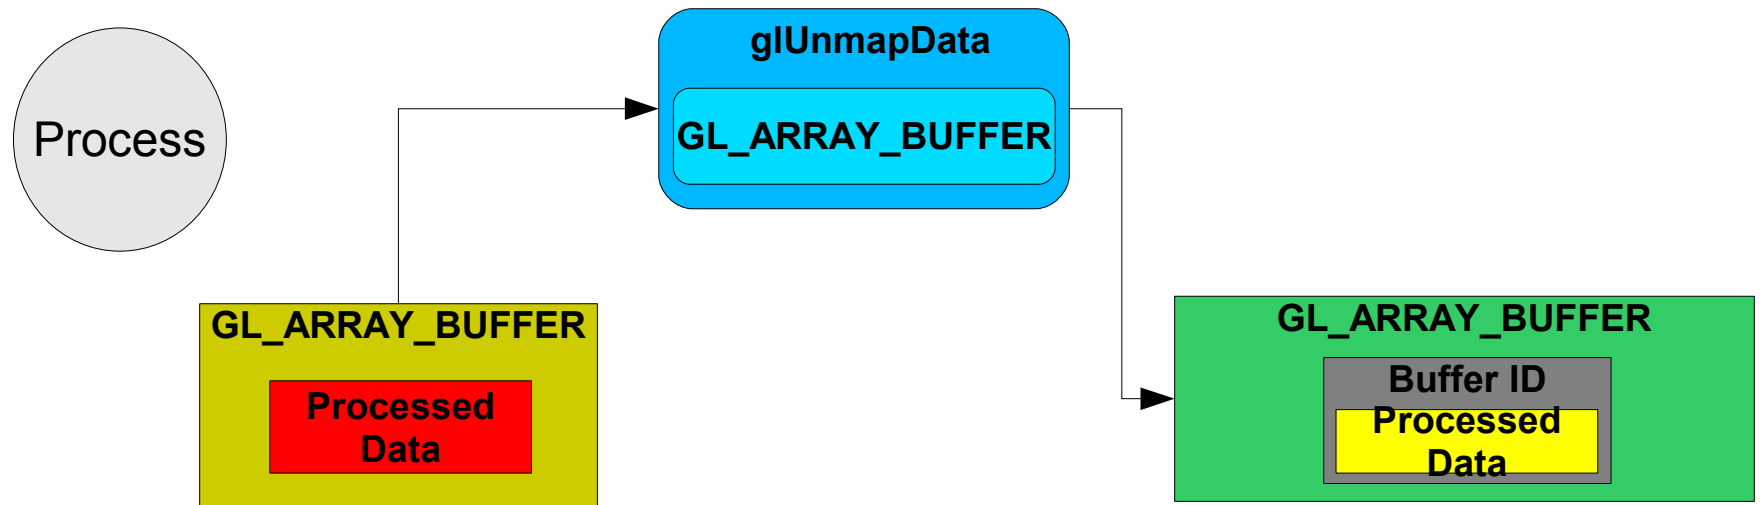 glUnmapData
GL_ARRAY_BUFFER
Process
GL_ARRAY_BUFFER
Processed
Data
GL_ARRAY_BUFFER
Buffer ID
Processed
Data